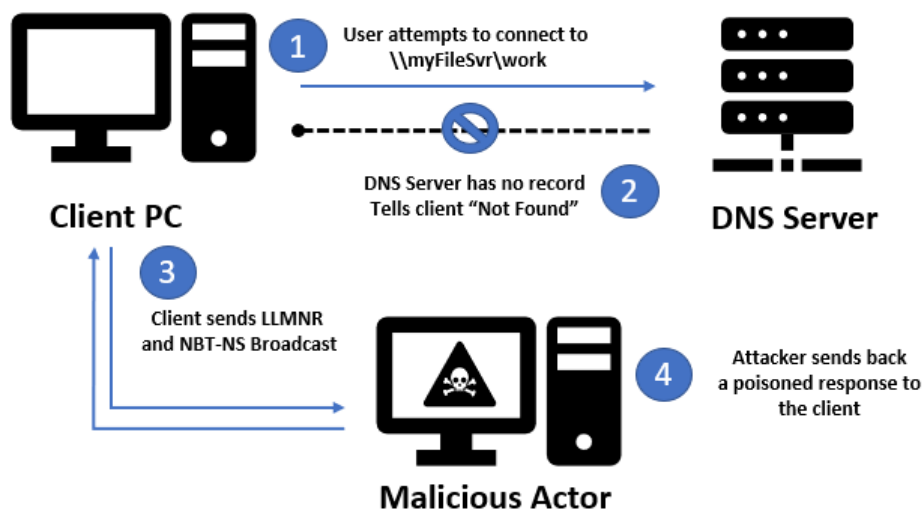 1
User attempts to connect to
\\myFileSvr\work
DNS Server has no record
Tells client “Not Found”
2
Client PC
DNS Server
3
Client sends LLMNR
and NBT-NS Broadcast
4
Attacker sends back
a poisoned response to
the client
Malicious Actor